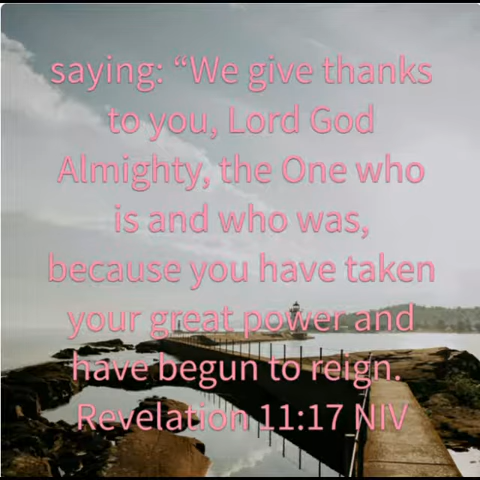 saying: “We give thanks
to you, Lord God
Almighty, the One who
is and who was,
because you have taken
your great power and
have begun to reign.
Revelation 11:17 NIV